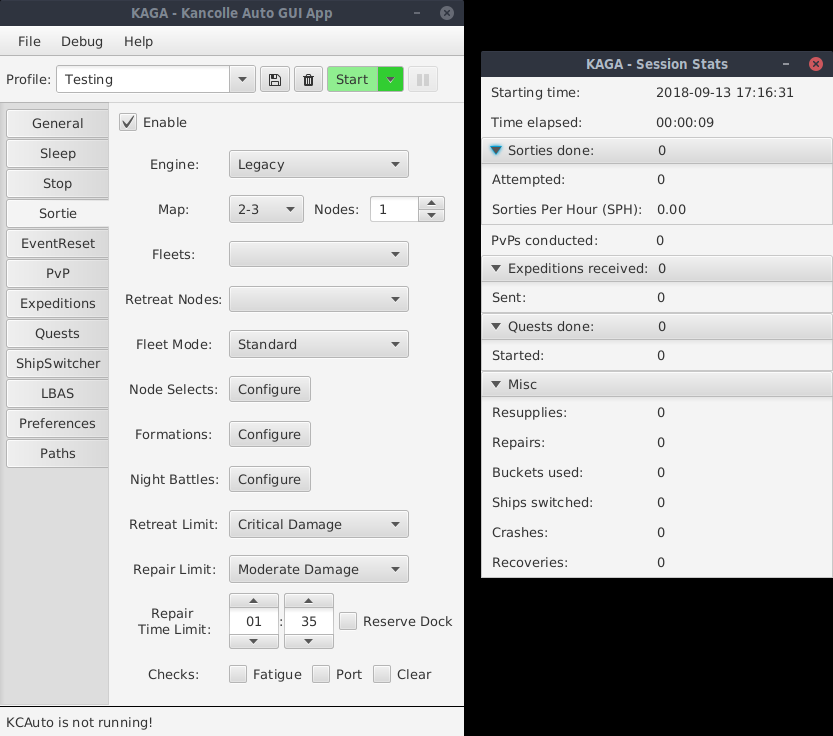 KAGA - Kancolle Auto GUI App
File Debug Help
Profile: Testing Start
General
Sleep
Stop
Sortie
EventReset
PvP
Expeditions
Quests
ShipSwitcher
LBAS
Preferences
Paths
Enable
Engine: Legacy
Map: 2-3 Nodes: 1
Fleets:
Retreat Nodes:
Fleet Mode: Standard
Node Selects: Configure
Formations: Configure
Night Battles: Configure
Retreat Limit: Critical Damage
Repair Limit: Moderate Damage
Repair
Time Limit: 01 : 35 Reserve Dock
Checks: Fatigue Port Clear
KCAuto is not running!
KAGA - Session Stats
Starting time: 2018-09-13 17:16:31
Time elapsed: 00:00:09
Sorties done: 0
Attempted: 0
Sorties Per Hour (SPH): 0.00
PvPs conducted: 0
Expeditions received: 0
Sent: 0
Quests done: 0
Started: 0
Misc
Resupplies: 0
Repairs: 0
Buckets used: 0
Ships switched: 0
Crashes: 0
Recoveries: 0